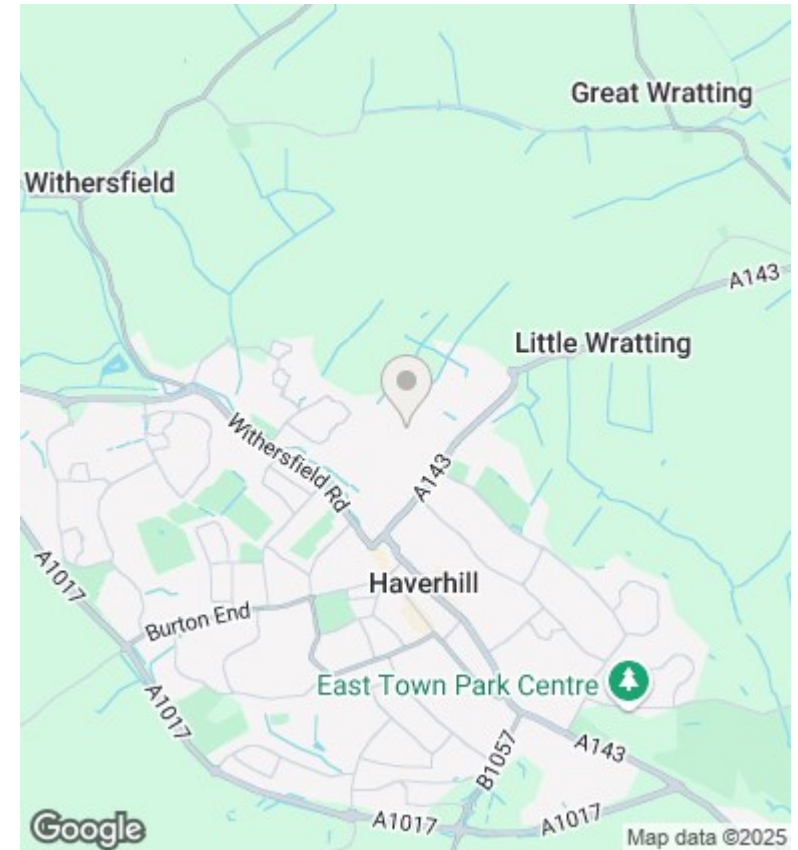 Great Wratting
Withersfield
A143
Little Wratting
Withersfield Rd
A143
A1017
Haverhill
Burton End
East Town Park Centre
A1017
B1057
A143
A1017
A1017
Google
Map data ©2025